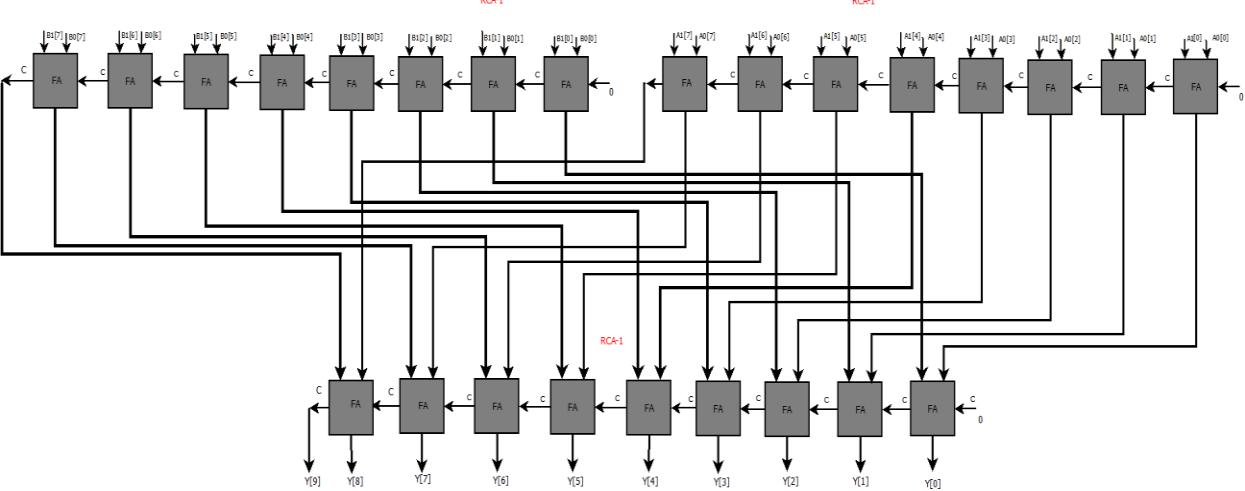 RCA-1 RCA-1
B1[7] B0[7] B1[6] B0[6] B1[5] B0[5] B1[4] B0[4] B1[3] B0[3] B1[2] B0[2] B1[1] B0[1] B1[0] B0[0] A1[7] A0[7] A1[6] A0[6] A1[5] A0[5] A1[4] A0[4] A1[3] A0[3] A1[2] A0[2] A1[1] A0[1] A1[0] A0[0]
C FA C FA C FA C FA C FA C FA C FA C FA FA C FA C FA C FA C FA C FA C FA C FA
0 0
RCA-1
C FA C FA C FA C FA C FA C FA C FA C FA C FA C
0
Y[9] Y[8] Y[7] Y[6] Y[5] Y[4] Y[3] Y[2] Y[1] Y[0]